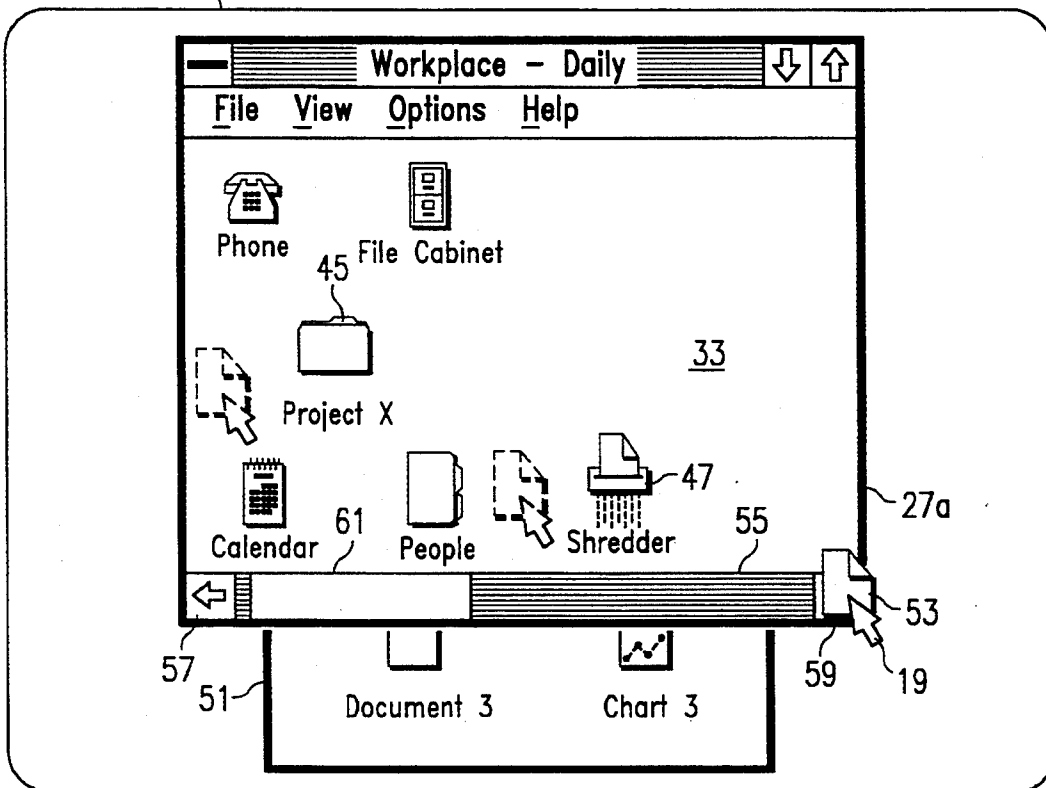 Workplace - Daily
File View Options Help
Phone File Cabinet
45
33
Project X
47
27a
Calendar 61 People Shredder 55
53
57 59 19
51 Document 3 Chart 3